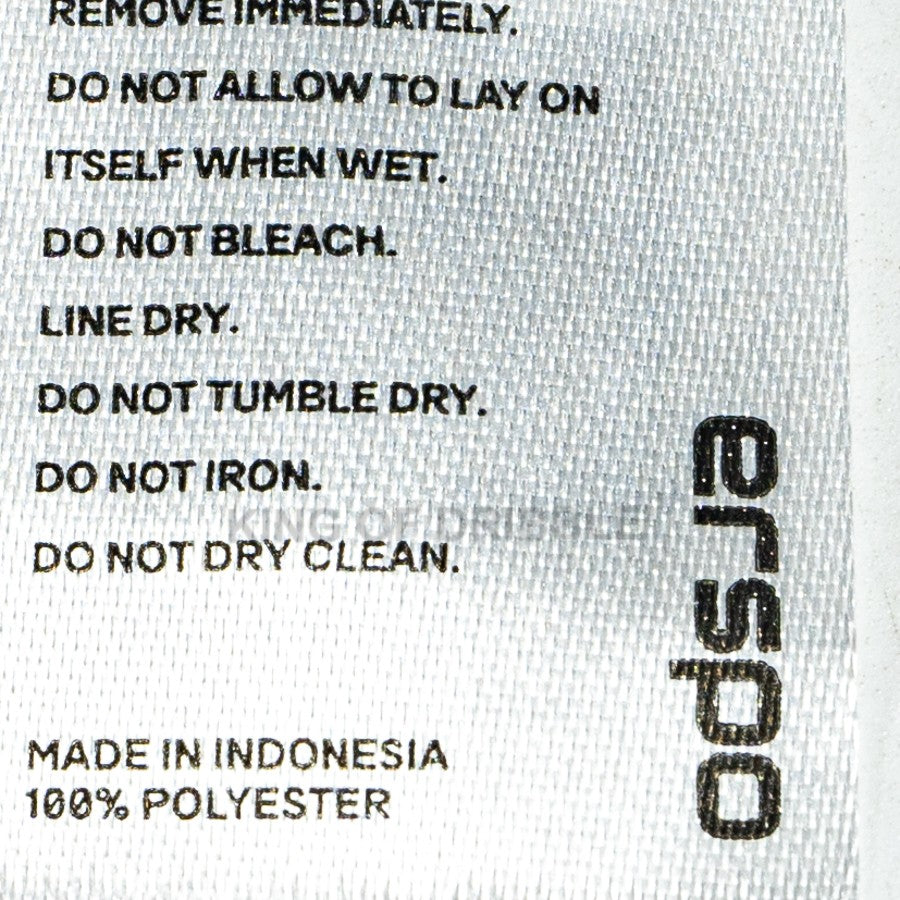 REMOVE IMMEDIATELY.
DO NOT ALLOW TO LAY ON
ITSELF WHEN WET.
DO NOT BLEACH.
LINE DRY.
DO NOT TUMBLE DRY.
DO NOT IRON.
KING OF DRIBBLE
DO NOT DRY CLEAN.
MADE IN INDONESIA
100% POLYESTER
erspo